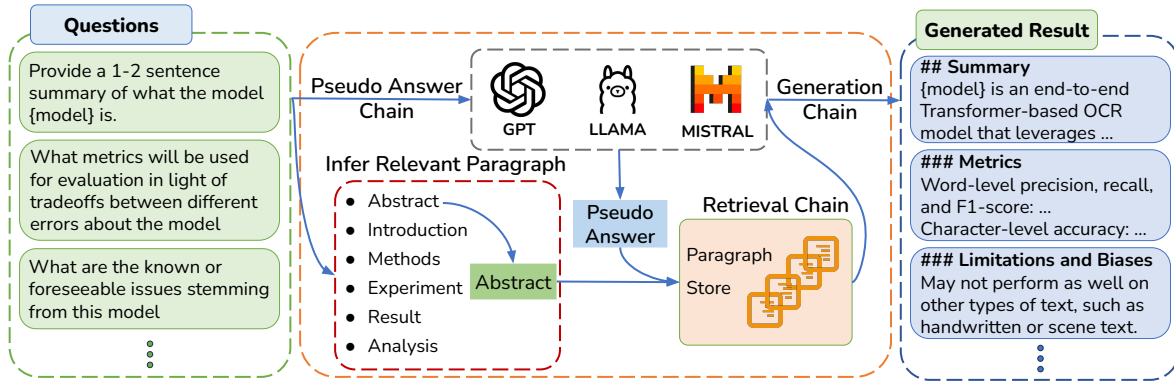 Questions
Provide a 1-2 sentence
summary of what the model
{model} is.
What metrics will be used
for evaluation in light of
tradeoffs between different
errors about the model
What are the known or
foreseeable issues stemming
from this model
Pseudo Answer
Chain
GPT
LLAMA
MISTRAL
Generation
Chain
Infer Relevant Paragraph
● Abstract
● Introduction
● Methods
● Experiment
● Result
● Analysis
Abstract
Pseudo
Answer
Retrieval Chain
Paragraph
Store
Generated Result
## Summary
{model} is an end-to-end
Transformer-based OCR
model that leverages ...
### Metrics
Word-level precision, recall,
and F1-score: ...
Character-level accuracy: ...
### Limitations and Biases
May not perform as well on
other types of text, such as
handwritten or scene text.